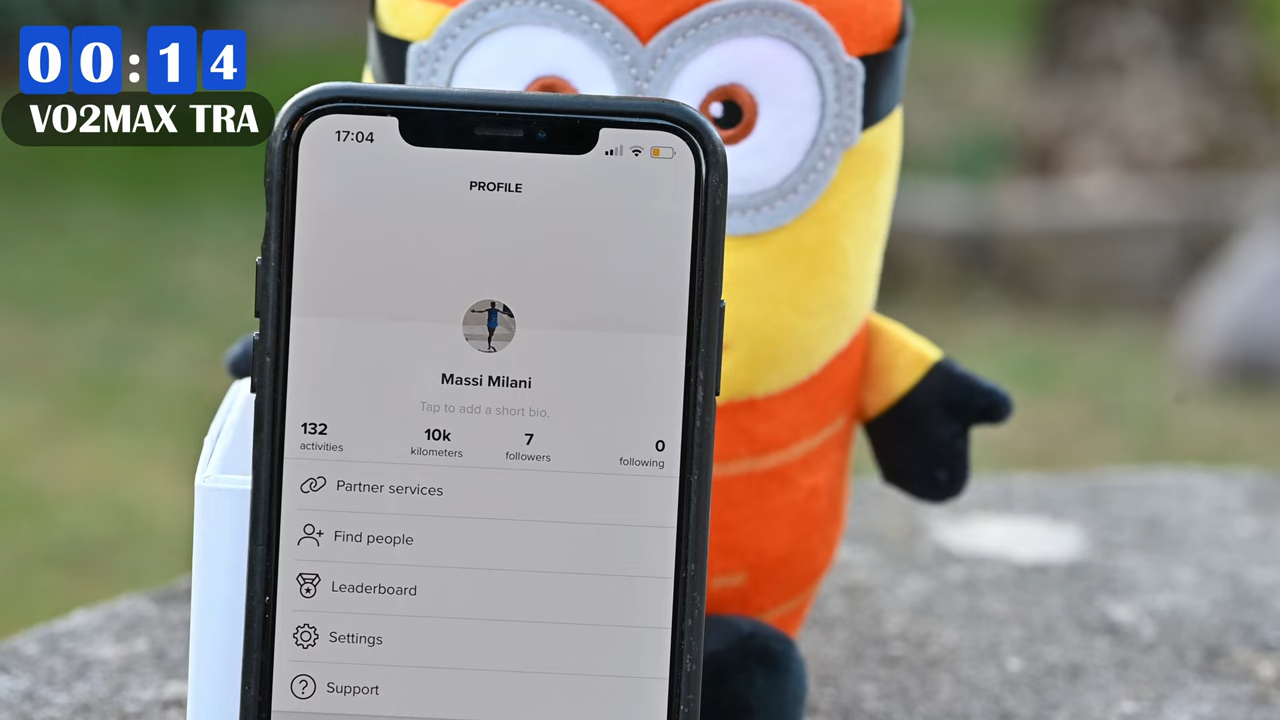 00:14
VO2MAX TRA
17:04
PROFILE
Massi Milani
Tap to add a short bio.
132 10k 7 0
activities kilometers followers following
Partner services
Find people
Leaderboard
Settings
Support